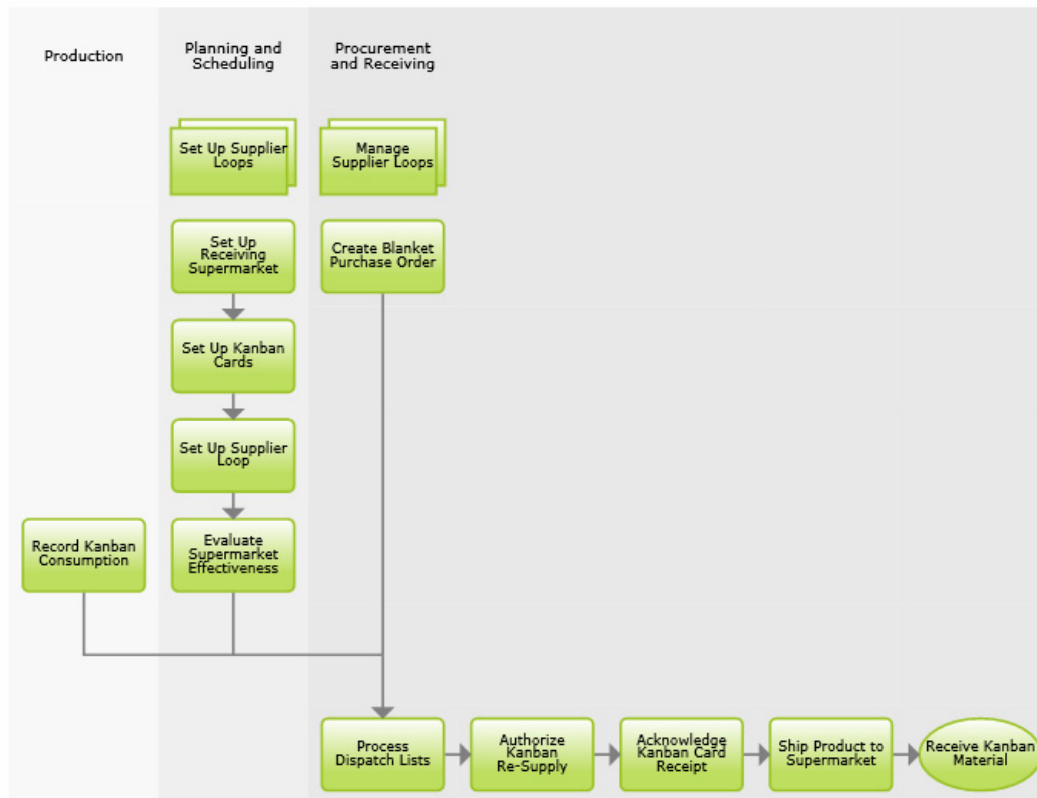 Production
Planning and
Scheduling
Procurement
and Receiving
Set Up Supplier
Loops
Manage
Supplier Loops
Set Up
Receiving
Supermarket
Create Blanket
Purchase Order
Set Up Kanban
Cards
Set Up Supplier
Loop
Record Kanban
Consumption
Evaluate
Supermarket
Effectiveness
Process
Dispatch Lists
Authorize
Kanban
Re-Supply
Acknowledge
Kanban Card
Receipt
Ship Product to
Supermarket
Receive Kanban
Material